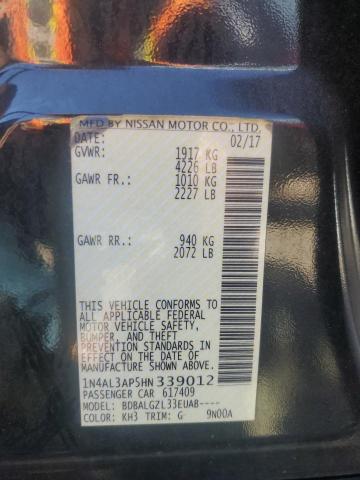 MFD BY NISSAN MOTOR CO., LTD.
DATE: 02/17
GVWR: 1917 KG
4226 LB
GAWR FR.: 1010 KG
2227 LB
GAWR RR.: 940 KG
2072 LB
THIS VEHICLE CONFORMS TO
ALL APPLICABLE FEDERAL
MOTOR VEHICLE SAFETY,
BUMPER, AND THEFT
PREVENTION STANDARDS
IN EFFECT ON THE DATE OF
MANUFACTURE SHOWN ABOVE.
1N4AL3AP5HN339012
PASSENGER CAR 617409
MODEL: BDBALGZL33EUA8----
COLOR: KH3 TRIM: G 9N00A